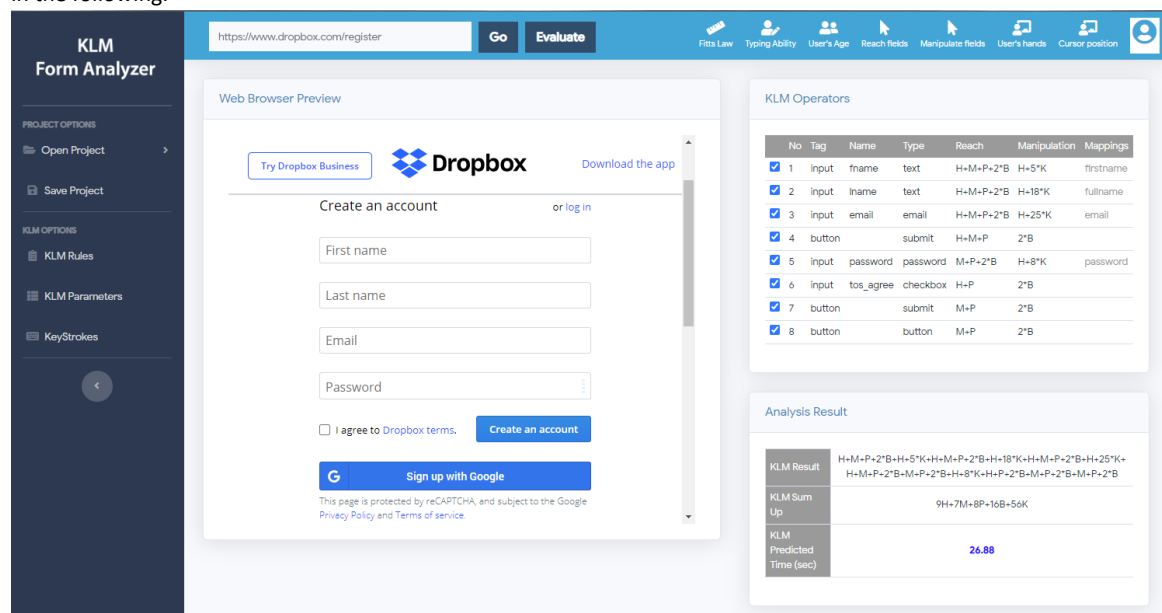 in the following:
KLM
Form Analyzer
PROJECT OPTIONS
Open Project
Save Project
KLM OPTIONS
KLM Rules
KLM Parameters
KeyStrokes
https://www.dropbox.com/register Go Evaluate
Fitts Law Typing Ability User's Age Reach fields Manipulate fields User's hands Cursor position
Web Browser Preview
Try Dropbox Business Dropbox Download the app
Create an account or log in
First name
Last name
Email
Password
I agree to Dropbox terms. Create an account
G Sign up with Google
This page is protected by reCAPTCHA, and subject to the Google
Privacy Policy and Terms of service.
KLM Operators
No Tag Name Type Reach Manipulation Mappings
1 input fname text H+M+P+2*B H+5*K firstname
2 input lname text H+M+P+2*B H+18*K fullname
3 input email email H+M+P+2*B H+25*K email
4 button submit H+M+P 2*B
5 input password password M+P+2*B H+8*K password
6 input tos_agree checkbox H+P 2*B
7 button submit M+P 2*B
8 button button M+P 2*B
Analysis Result
KLM Result H+M+P+2*B+H+5*K+H+M+P+2*B+H+18*K+H+M+P+2*B+H+25*K+
H+M+P+2*B+M+P+2*B+H+8*K+H+P+2*B+M+P+2*B+M+P+2*B
KLM Sum
Up 9H+7M+8P+16B+56K
KLM
Predicted
Time (sec) 26.88